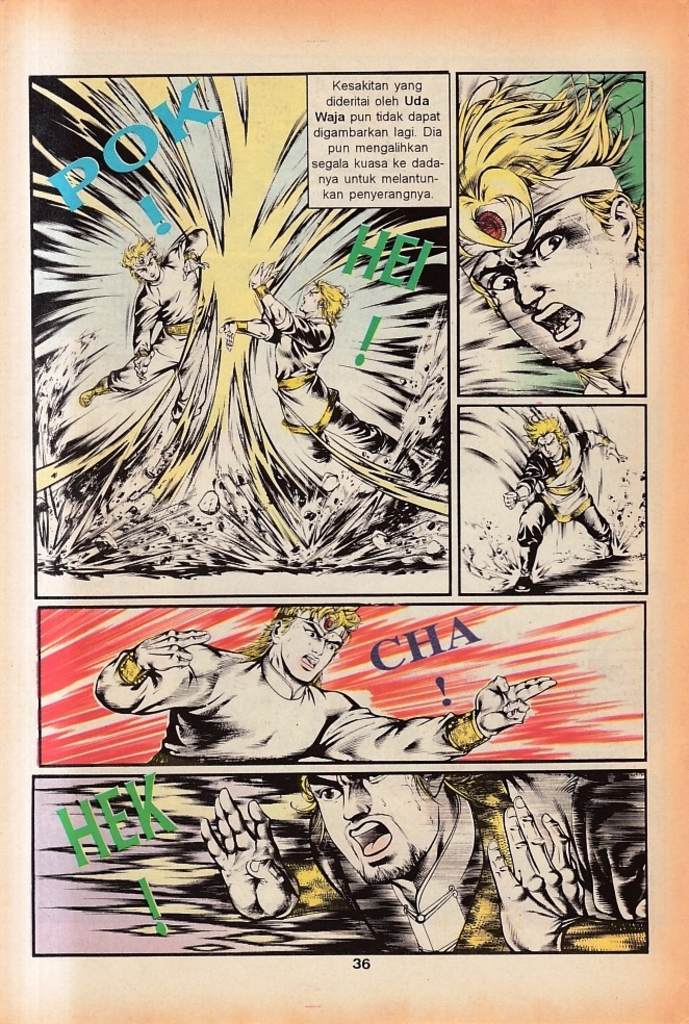 POK!
Kesakitan yang
dideritai oleh Uda
Waja pun tidak dapat
digambarkan lagi. Dia
pun mengalihkan
segala kuasa ke dada-
nya untuk melantun-
kan penyerangnya.
HEI!
CHA!
HEK!
36